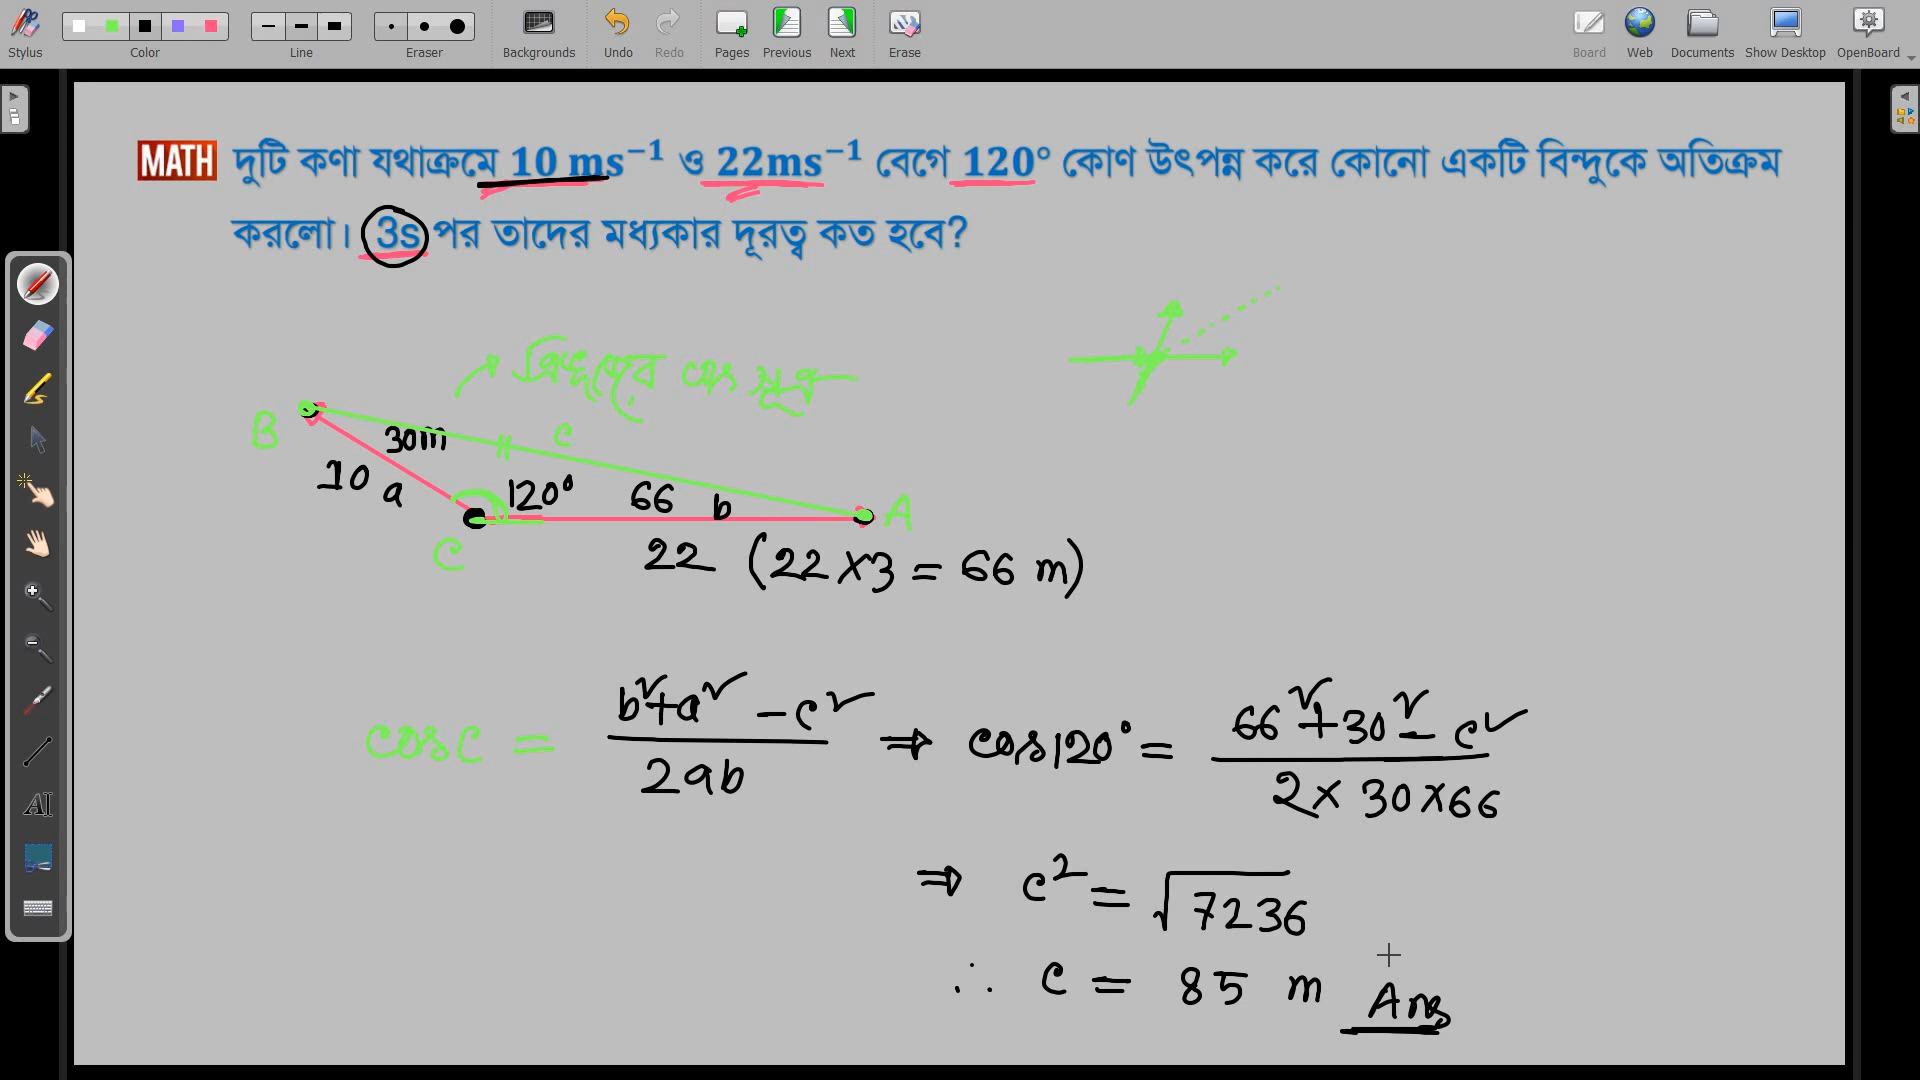 Stylus Color Line Eraser Backgrounds Undo Redo Pages Previous Next Erase Board Web Documents Show Desktop OpenBoard
MATH দুটি কণা যথাক্রমে 10 ms⁻¹ ও 22ms⁻¹ বেগে 120° কোণ উৎপন্ন করে কোনো একটি বিন্দুকে অতিক্রম
করলো। 3s পর তাদের মধ্যকার দূরত্ব কত হবে?
ত্রিভুজের cos সূত্র
B 30m c
10 a 120° 66 b A
C 22 (22×3 = 66 m)
cosC = (b²+a²-c²)/(2ab) ⇒ cos120° = (66²+30²-c²)/(2×30×66)
⇒ c² = √7236
∴ c = 85 m Ans
AI